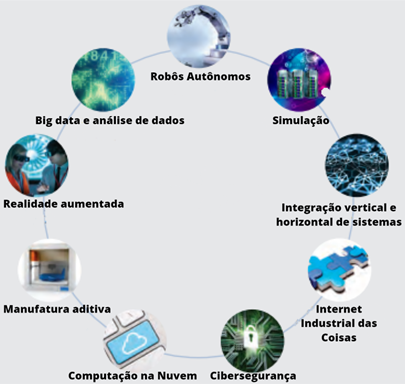 Robôs Autônomos
Big data e análise de dados
Simulação
Realidade aumentada
Integração vertical e
horizontal de sistemas
Manufatura aditiva
Internet
Industrial das
Coisas
Computação na Nuvem
Cibersegurança